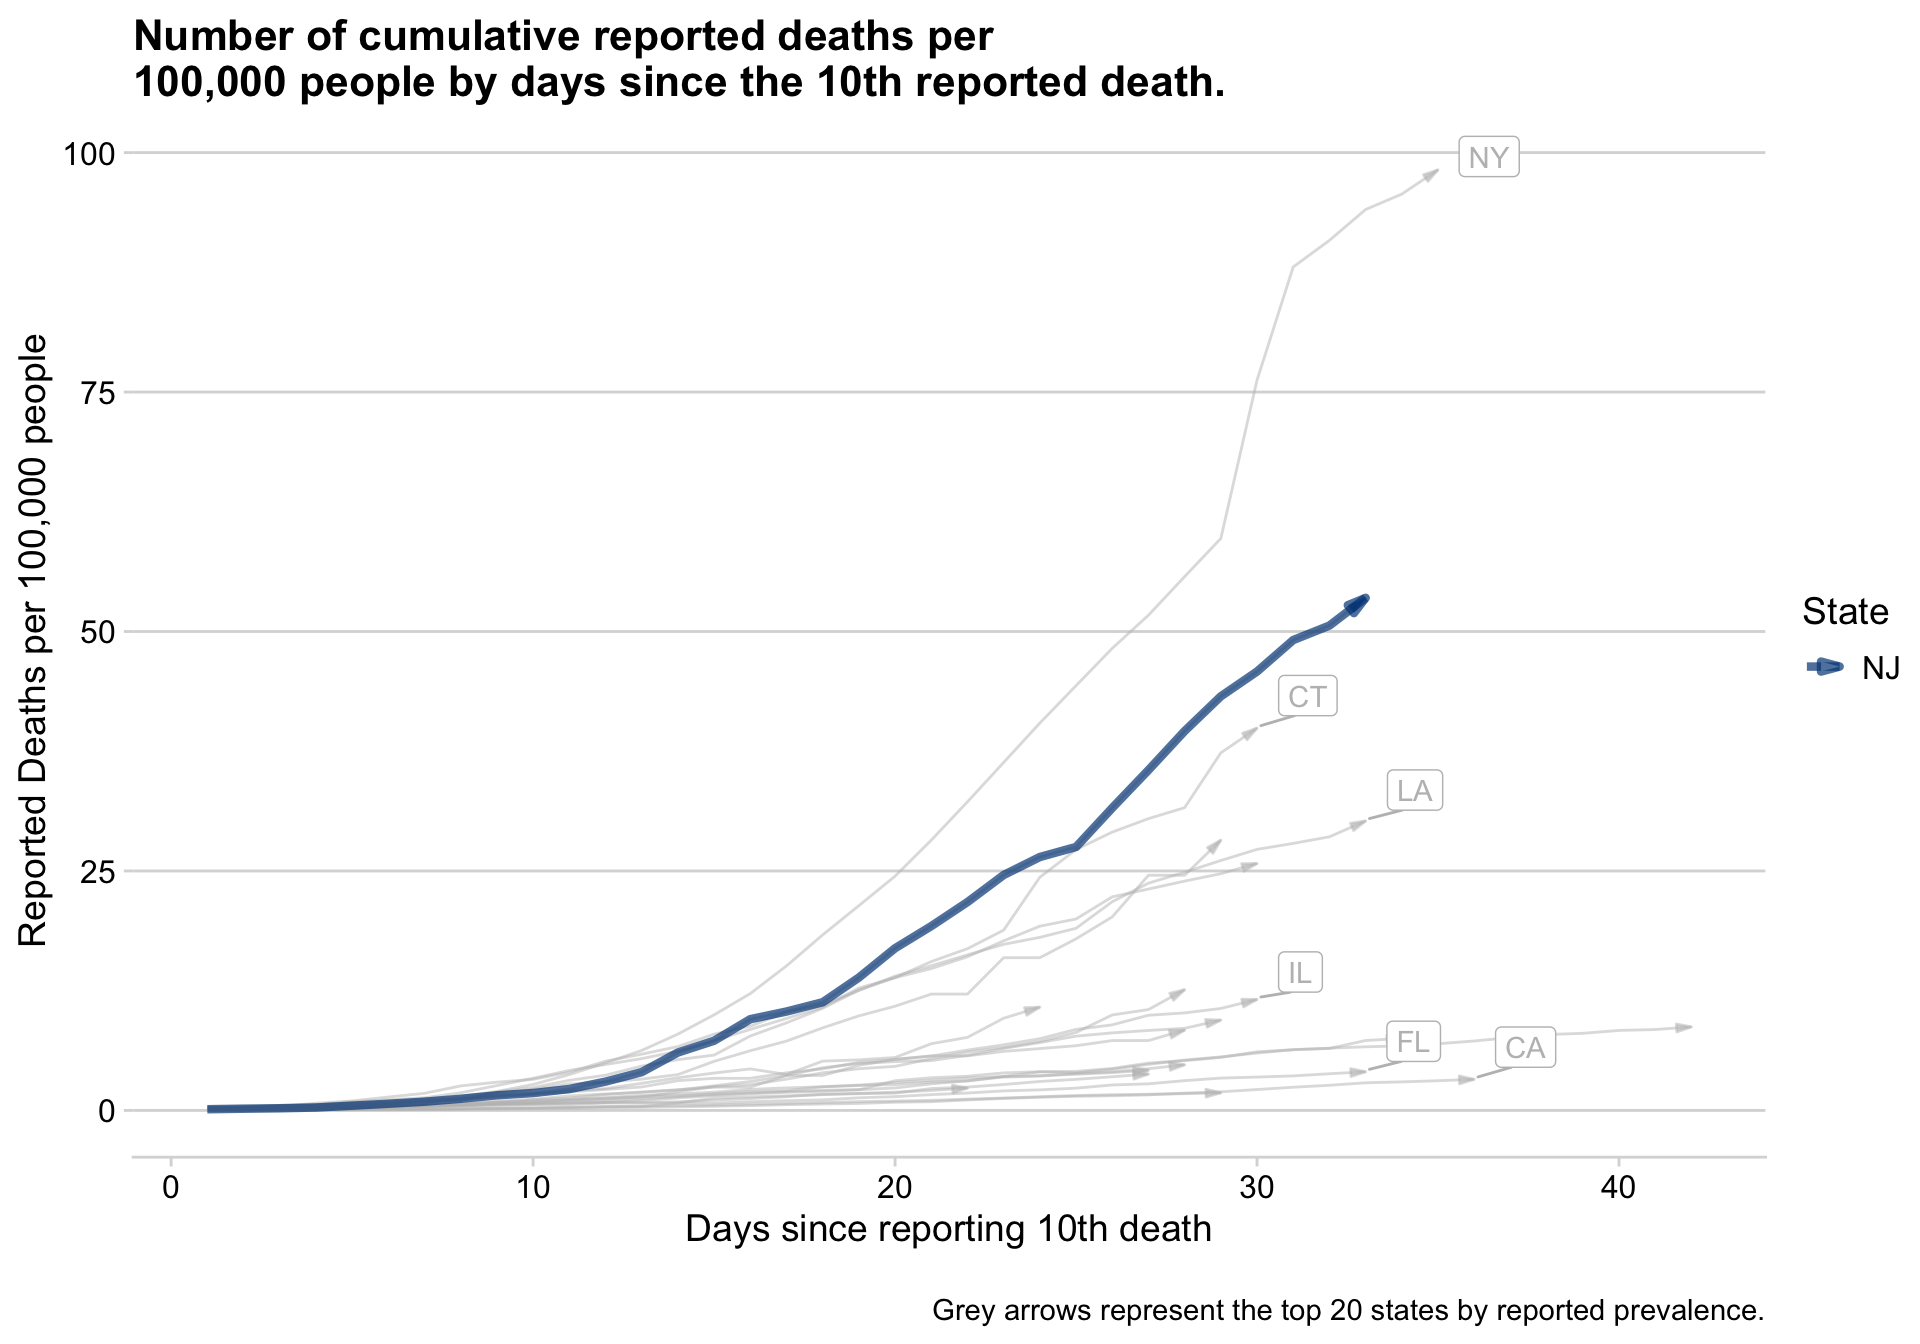 Number of cumulative reported deaths per
100,000 people by days since the 10th reported death.
100
75
50
25
0
Reported Deaths per 100,000 people
NY
CT
LA
IL
FL
CA
State
NJ
0
10
20
30
40
Days since reporting 10th death
Grey arrows represent the top 20 states by reported prevalence.